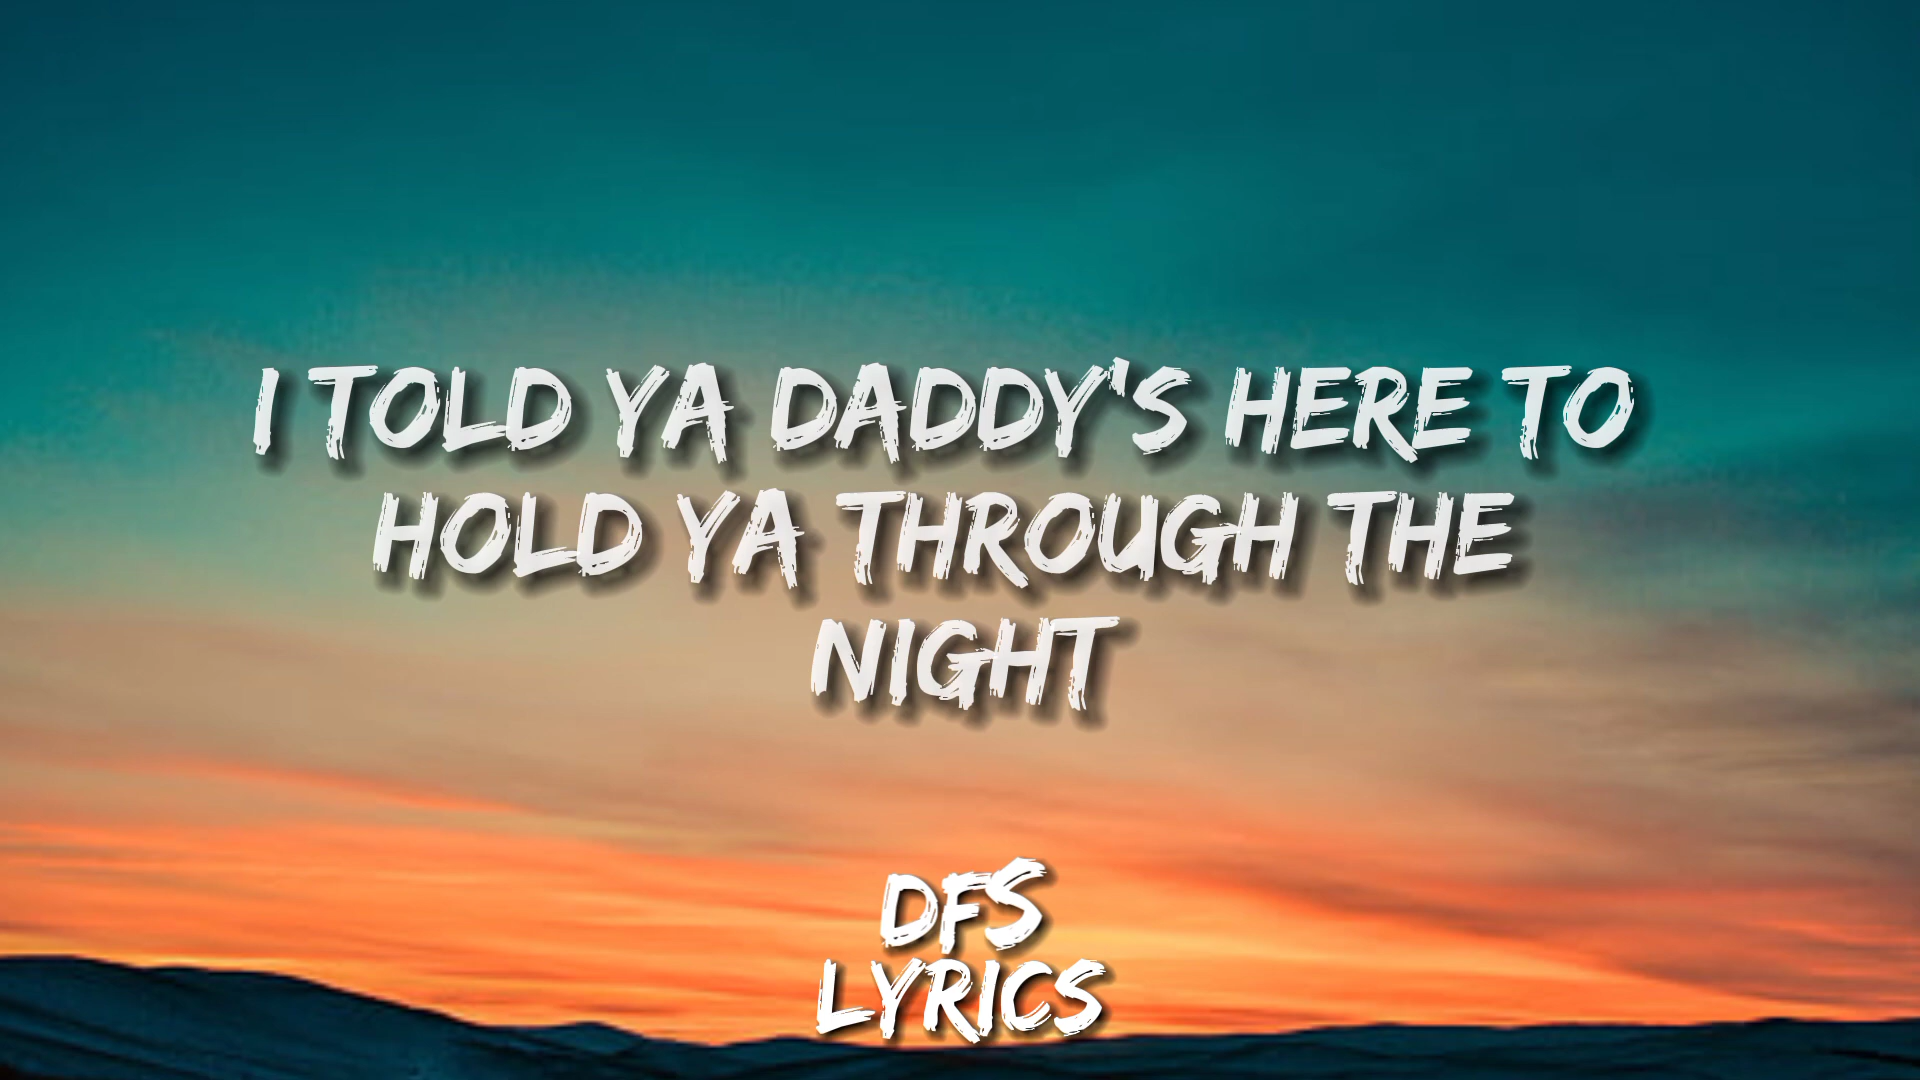 I TOLD YA DADDY'S HERE TO
HOLD YA THROUGH THE
NIGHT
DFS
LYRICS